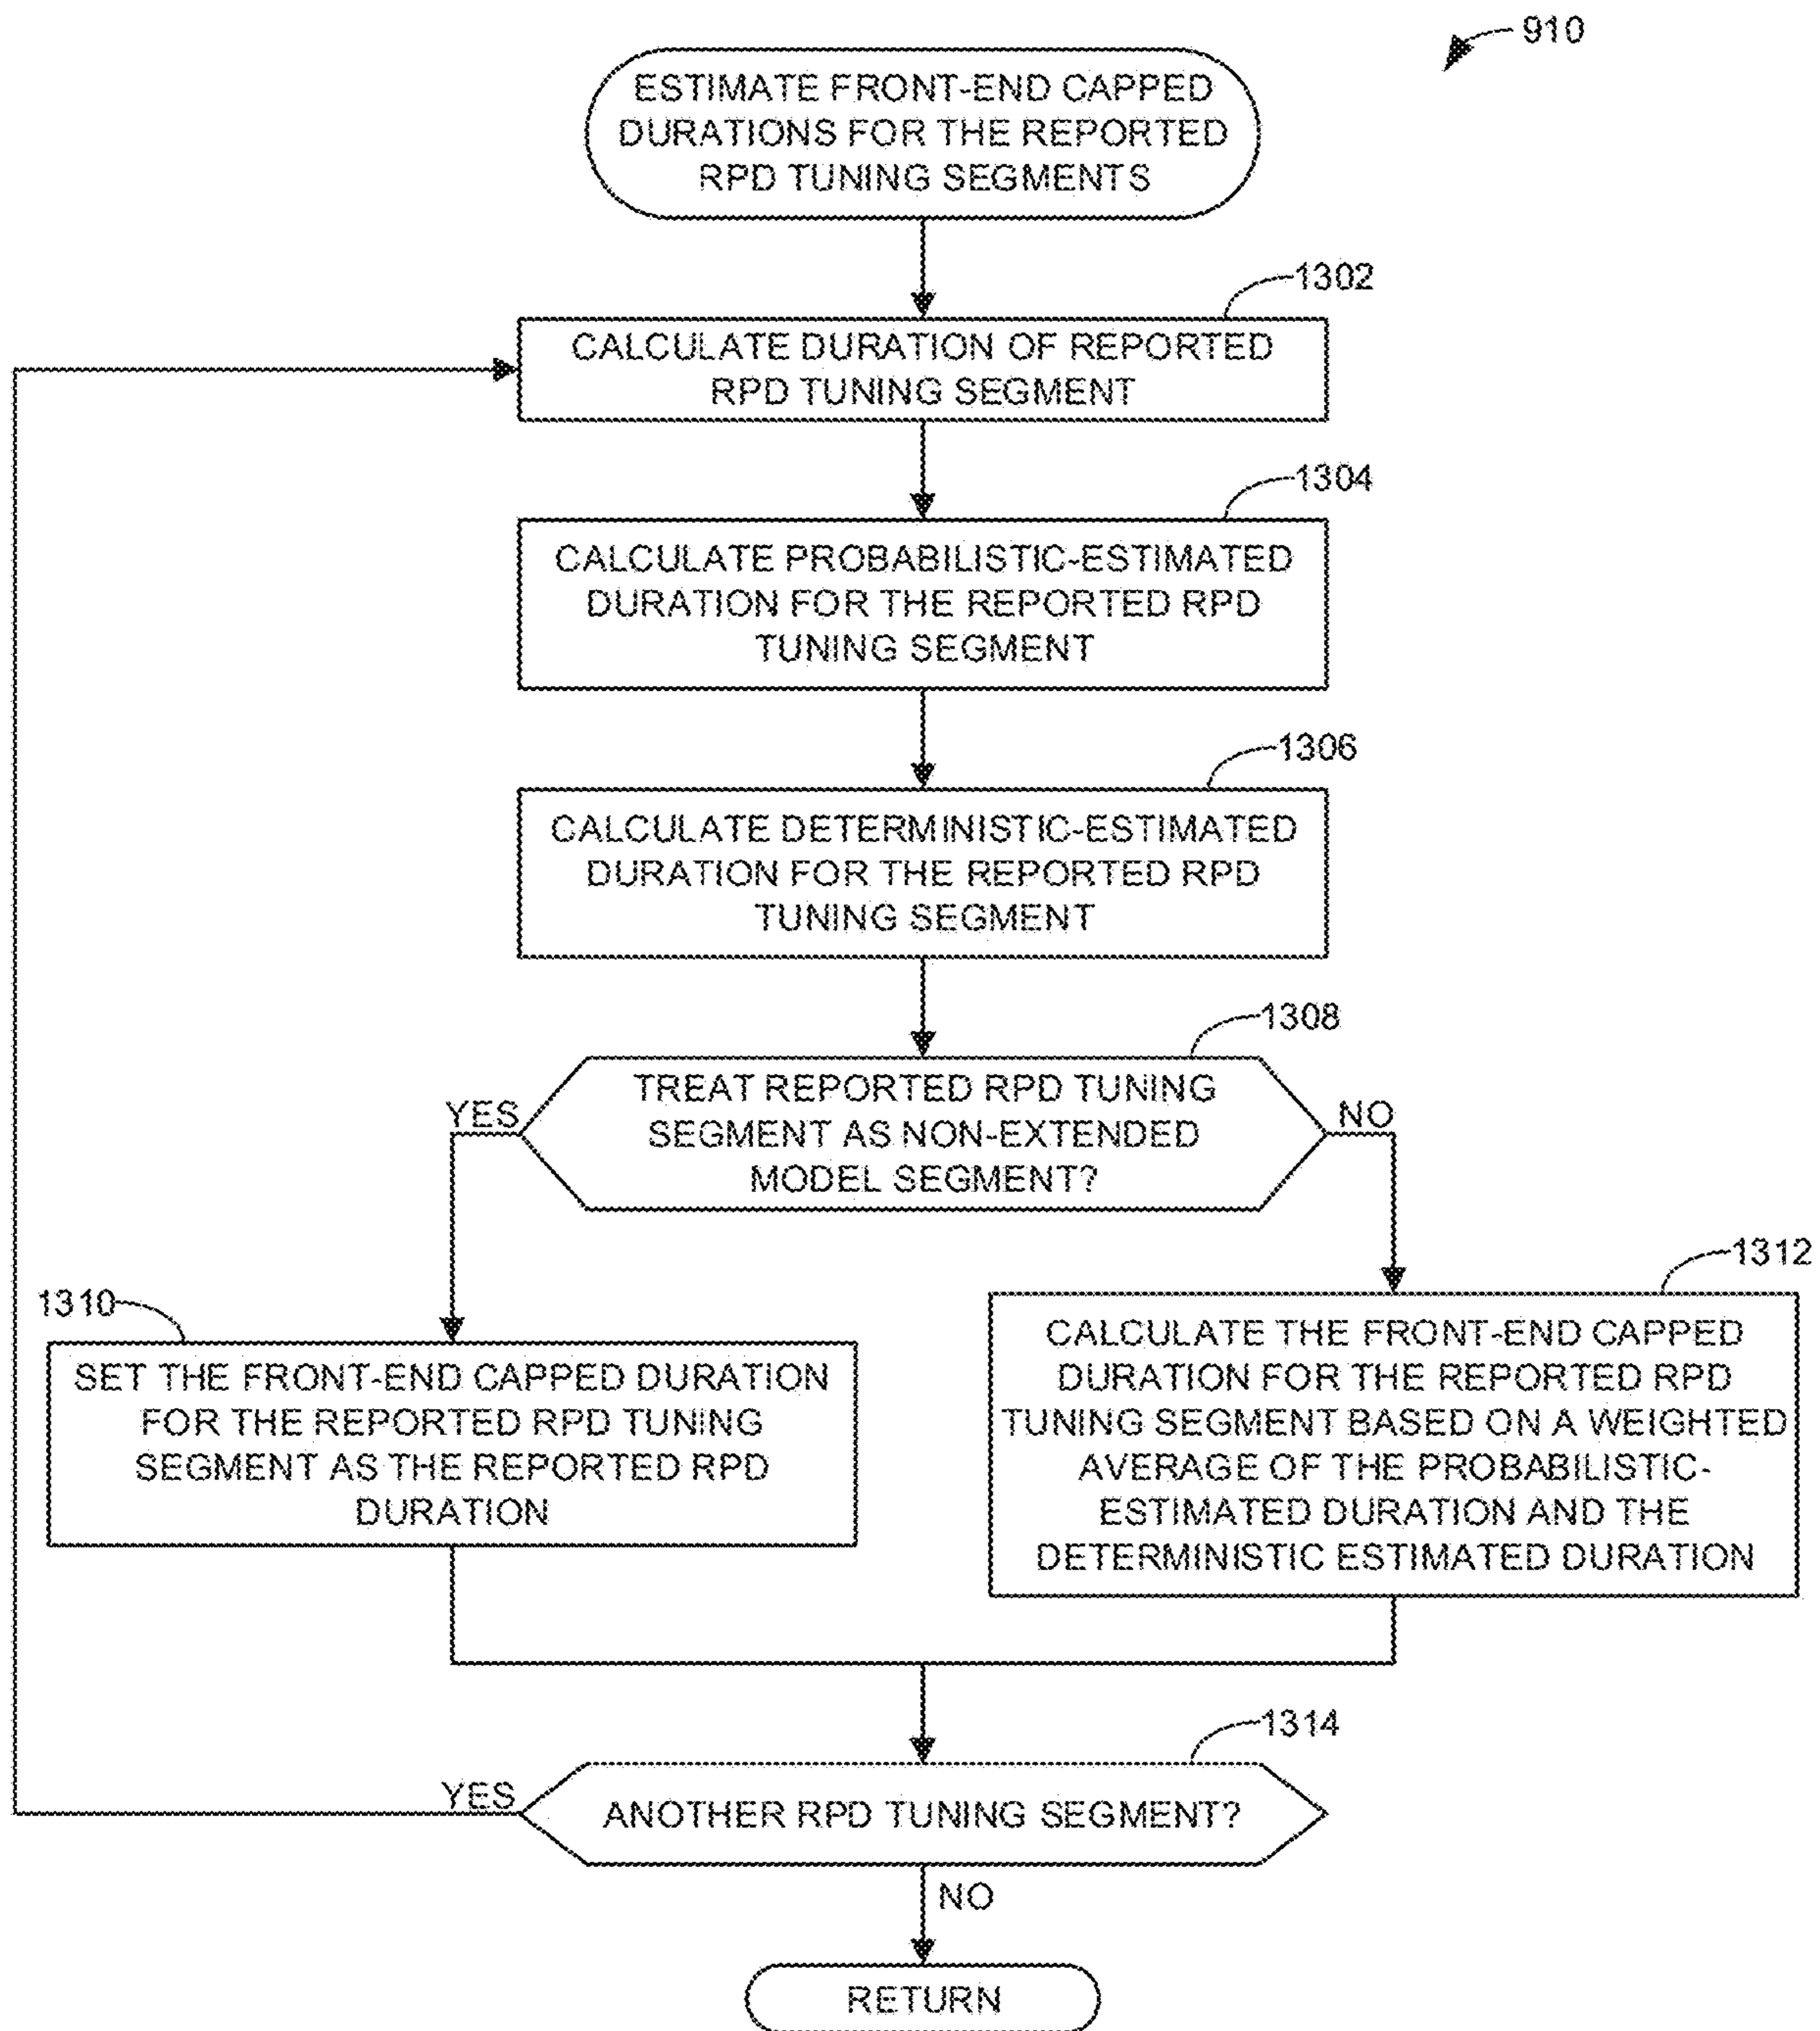 910
ESTIMATE FRONT-END CAPPED
DURATIONS FOR THE REPORTED
RPD TUNING SEGMENTS
1302
CALCULATE DURATION OF REPORTED
RPD TUNING SEGMENT
1304
CALCULATE PROBABILISTIC-ESTIMATED
DURATION FOR THE REPORTED RPD
TUNING SEGMENT
1306
CALCULATE DETERMINISTIC-ESTIMATED
DURATION FOR THE REPORTED RPD
TUNING SEGMENT
1308
TREAT REPORTED RPD TUNING
SEGMENT AS NON-EXTENDED
MODEL SEGMENT?
YES
NO
1310
SET THE FRONT-END CAPPED DURATION
FOR THE REPORTED RPD TUNING
SEGMENT AS THE REPORTED RPD
DURATION
1312
CALCULATE THE FRONT-END CAPPED
DURATION FOR THE REPORTED RPD
TUNING SEGMENT BASED ON A WEIGHTED
AVERAGE OF THE PROBABILISTIC-
ESTIMATED DURATION AND THE
DETERMINISTIC ESTIMATED DURATION
1314
ANOTHER RPD TUNING SEGMENT?
YES
NO
RETURN